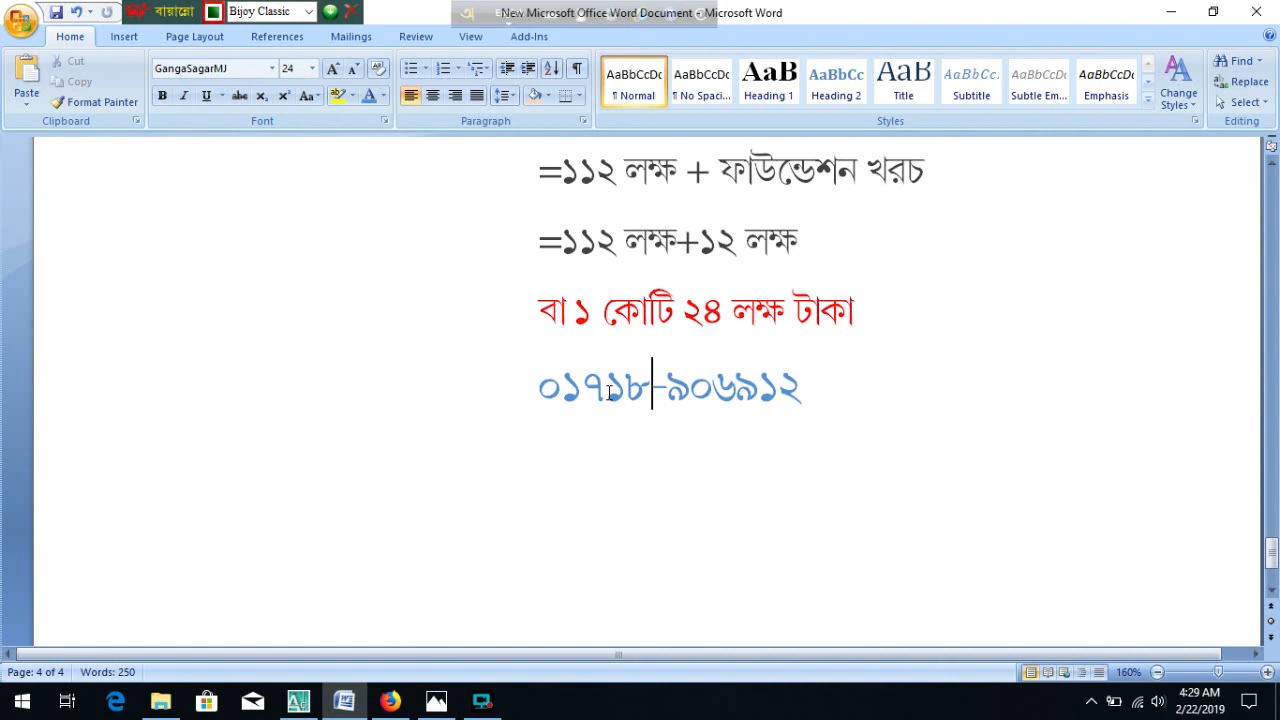 New Microsoft Office Word Document - Microsoft Word
বায়ান্নো Bijoy Classic
Home Insert Page Layout References Mailings Review View Add-Ins
Paste Cut Copy Format Painter
GangaSagarMJ 24
AaBbCcDc AaBbCcDc AaB AaBbCc AaB AaBbCc. AaBbCcDc AaBbCcDc
¶ Normal ¶ No Spaci... Heading 1 Heading 2 Title Subtitle Subtle Em... Emphasis
Change Styles
Find Replace Select
Clipboard Font Paragraph Styles Editing
=১১২ লক্ষ + ফাউন্ডেশন খরচ
=১১২ লক্ষ+১২ লক্ষ
বা ১ কোটি ২৪ লক্ষ টাকা
০১৭১৮-৯০৬৯১২
Page: 4 of 4 Words: 250 160%
4:29 AM
2/22/2019